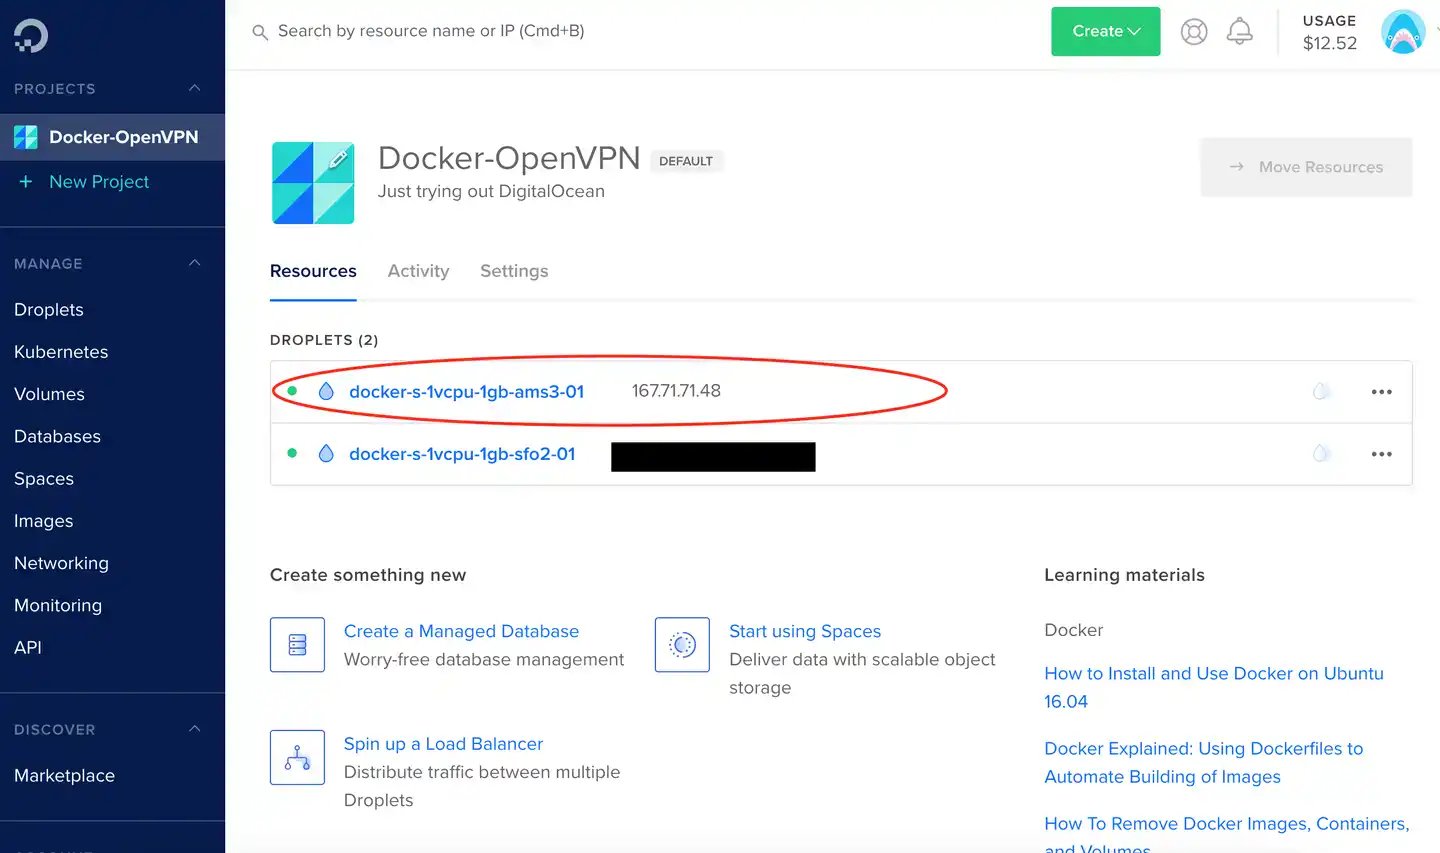 Search by resource name or IP (Cmd+B)
Create
USAGE
$12.52
PROJECTS
Docker-OpenVPN
+ New Project
MANAGE
Droplets
Kubernetes
Volumes
Databases
Spaces
Images
Networking
Monitoring
API
DISCOVER
Marketplace
Docker-OpenVPN DEFAULT
Just trying out DigitalOcean
→ Move Resources
Resources Activity Settings
DROPLETS (2)
docker-s-1vcpu-1gb-ams3-01 167.71.71.48
docker-s-1vcpu-1gb-sfo2-01
Create something new
Create a Managed Database
Worry-free database management
Start using Spaces
Deliver data with scalable object
storage
Spin up a Load Balancer
Distribute traffic between multiple
Droplets
Learning materials
Docker
How to Install and Use Docker on Ubuntu
16.04
Docker Explained: Using Dockerfiles to
Automate Building of Images
How To Remove Docker Images, Containers,
and Volumes